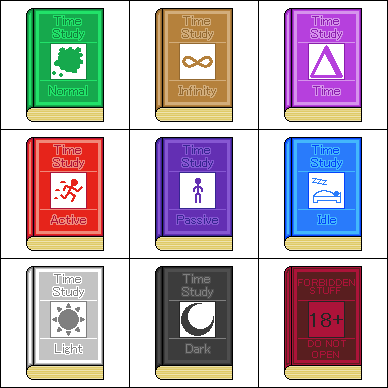 Time
Study
Normal
Time
Study
Infinity
Time
Study
Time
Time
Study
Active
Time
Study
Passive
Time
Study
Idle
Time
Study
Light
Time
Study
Dark
FORBIDDEN
STUFF
18+
DO NOT
OPEN